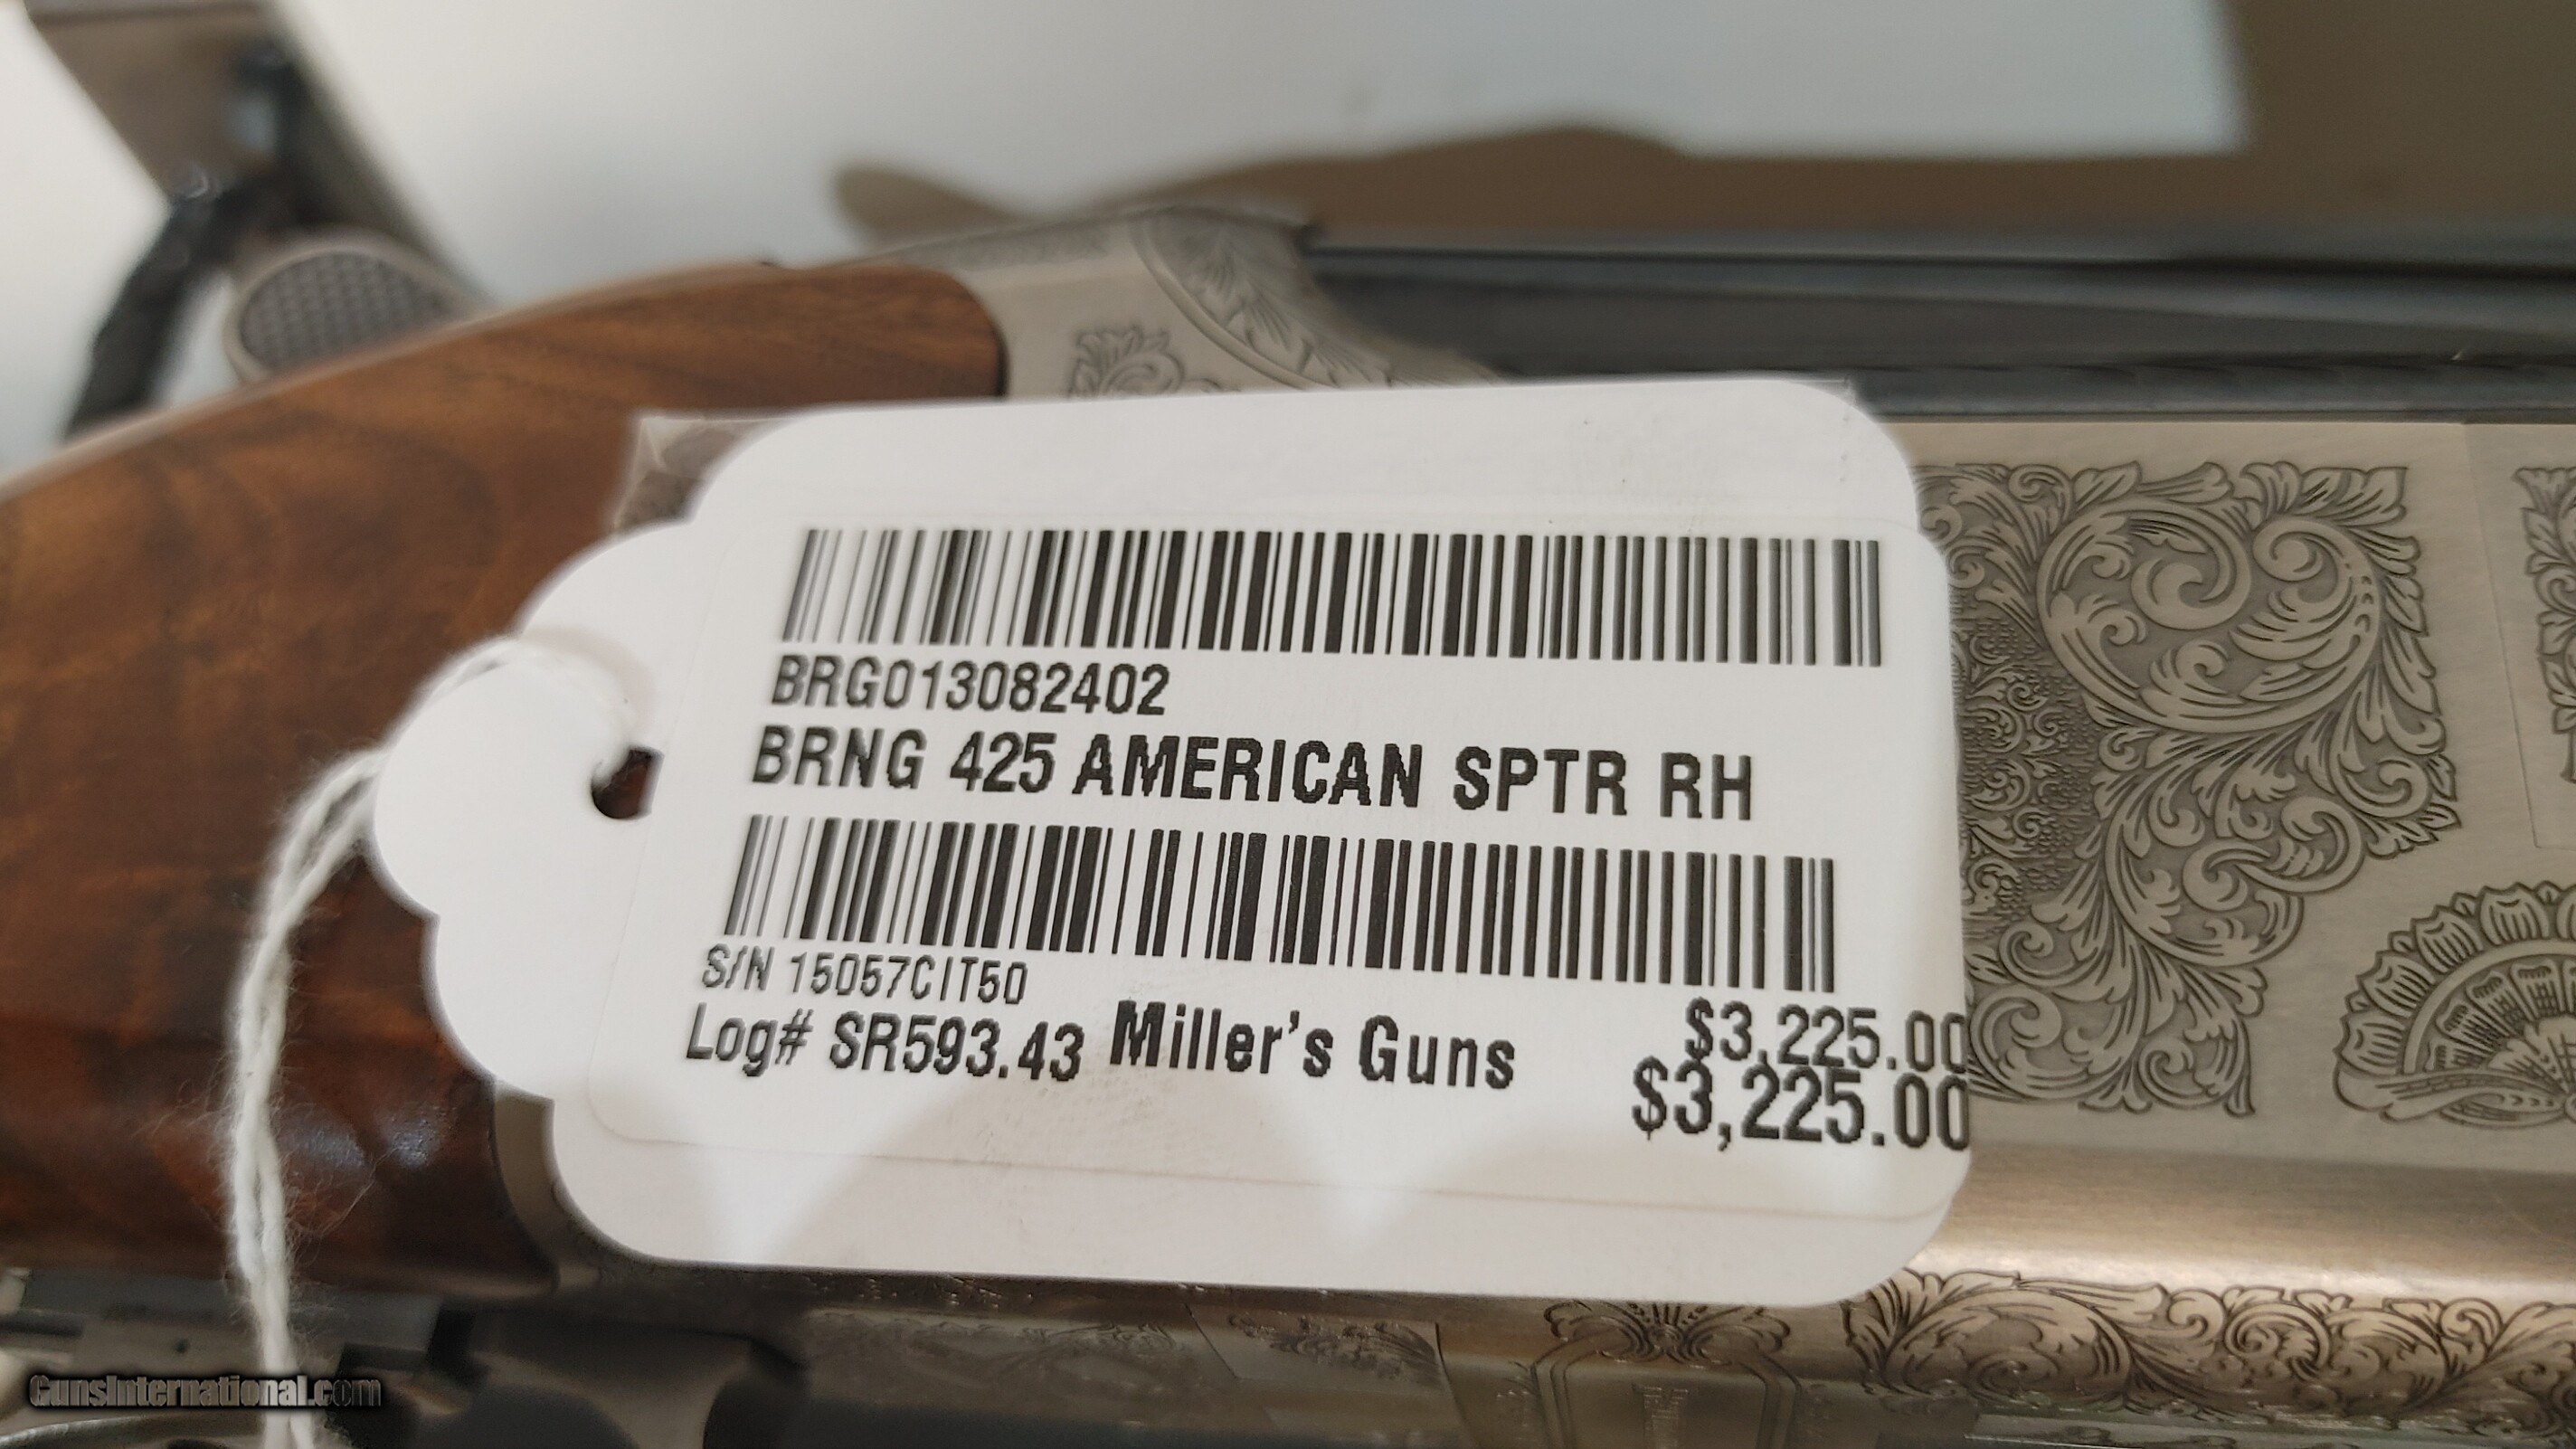 BRG013082402
BRNG 425 AMERICAN SPTR RH
S/N 15057CIT50
Log# SR593.43 Miller's Guns $3,225.00
$3,225.00
GunsInternational.com